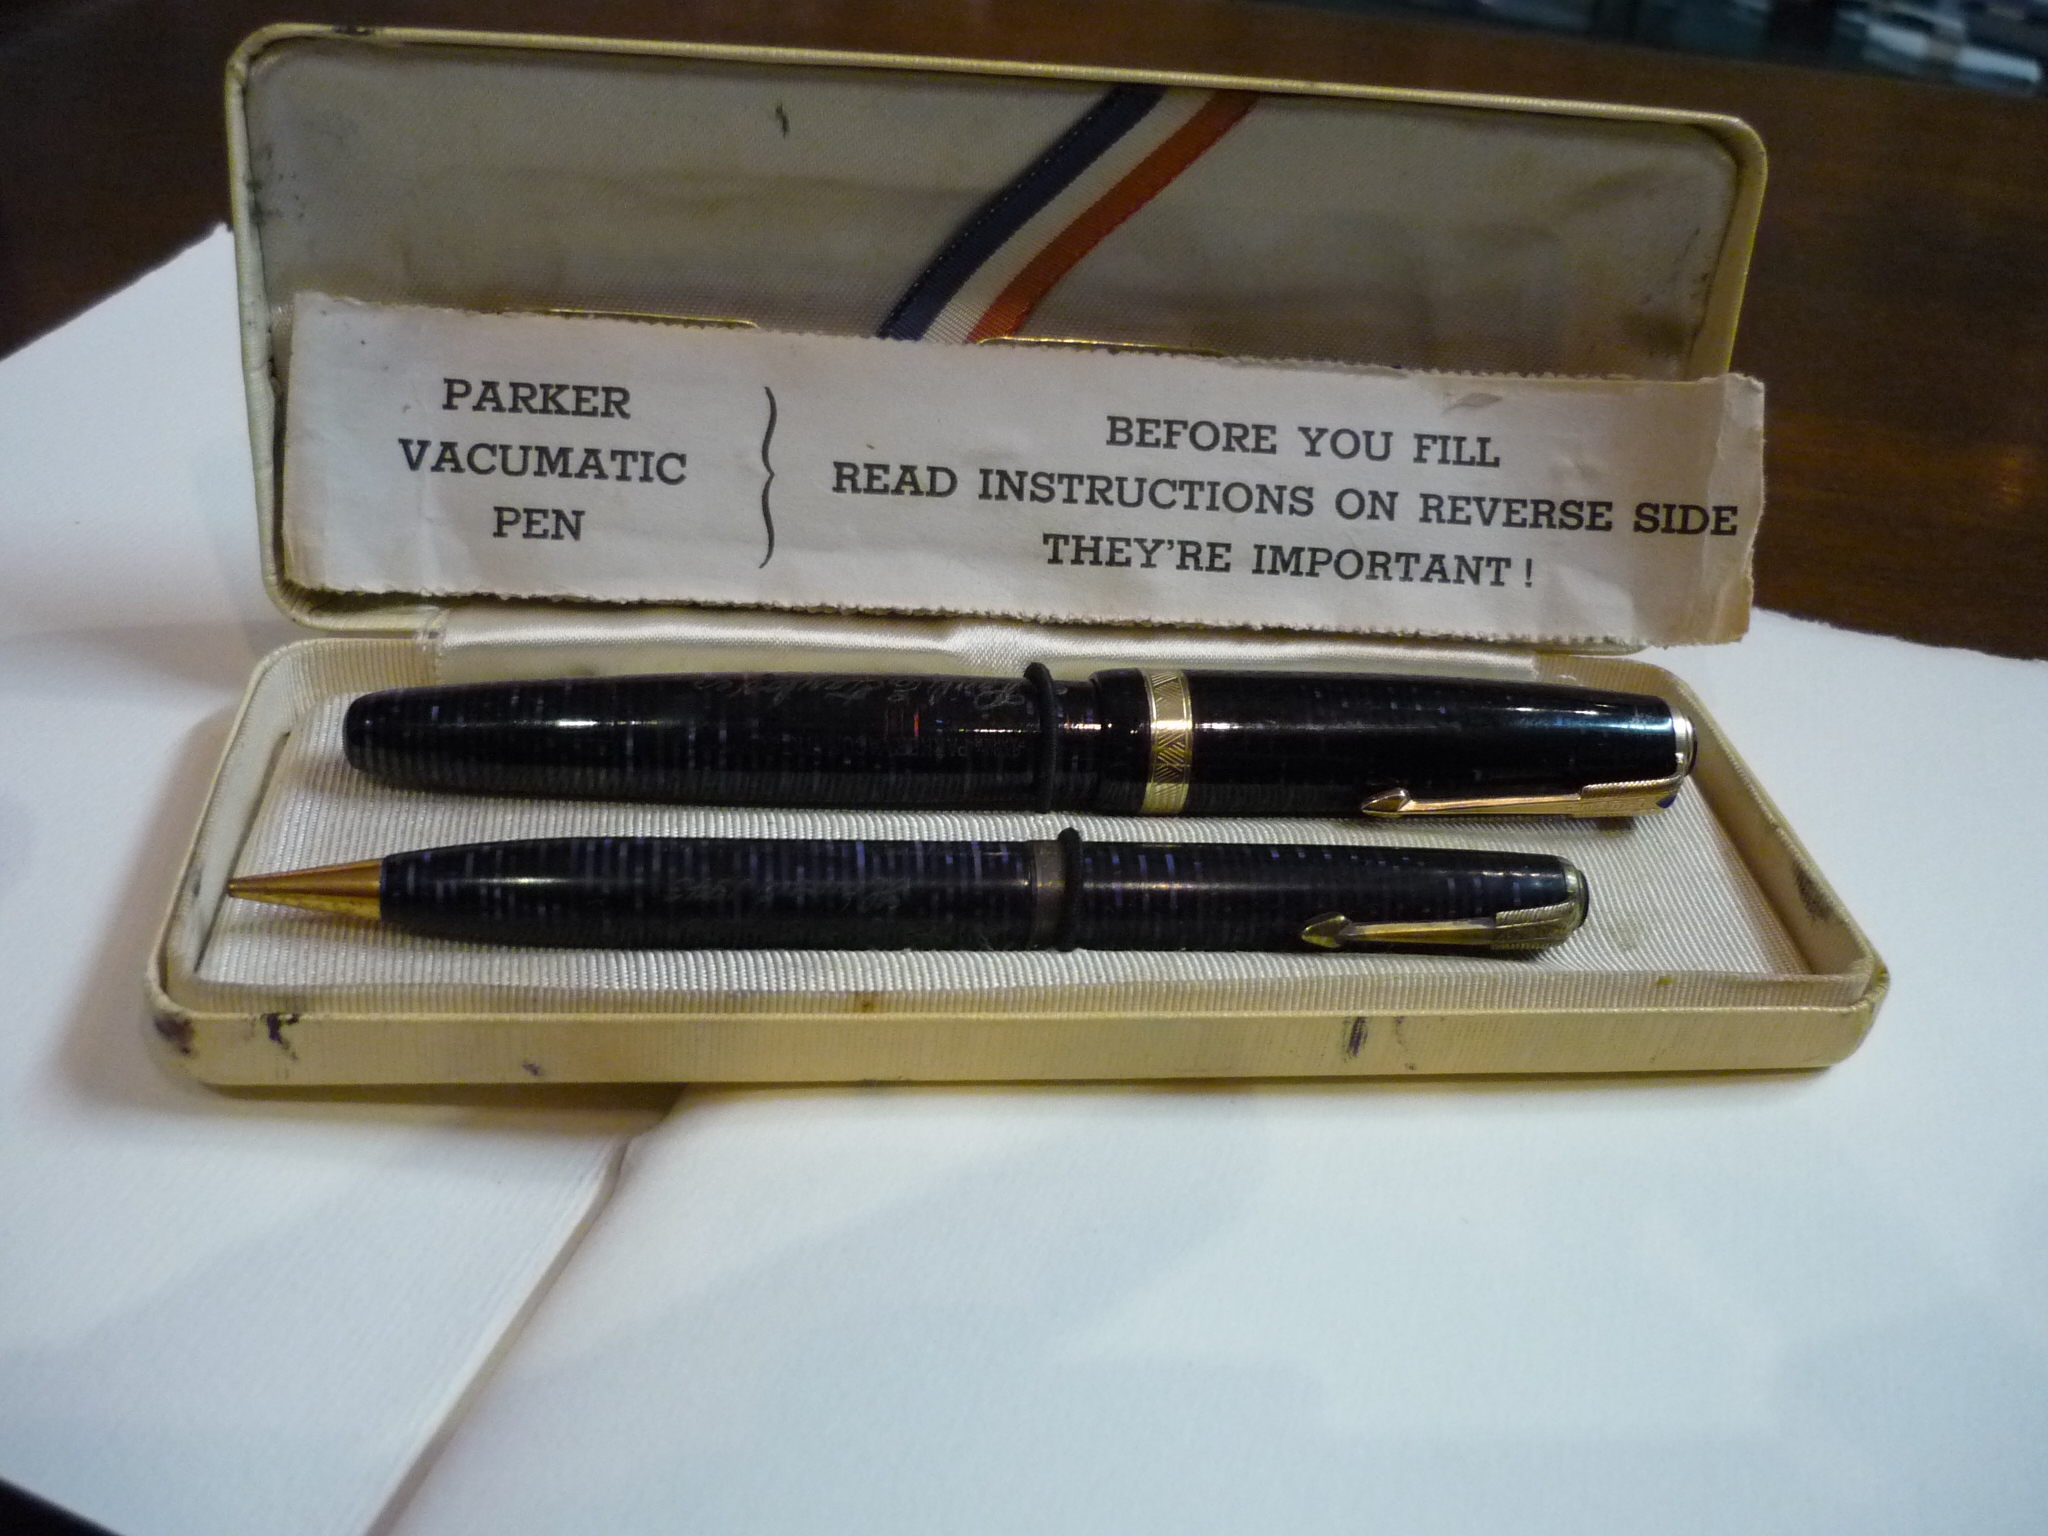 PARKER
VACUMATIC
PEN
BEFORE YOU FILL
READ INSTRUCTIONS ON REVERSE SIDE
THEY'RE IMPORTANT!